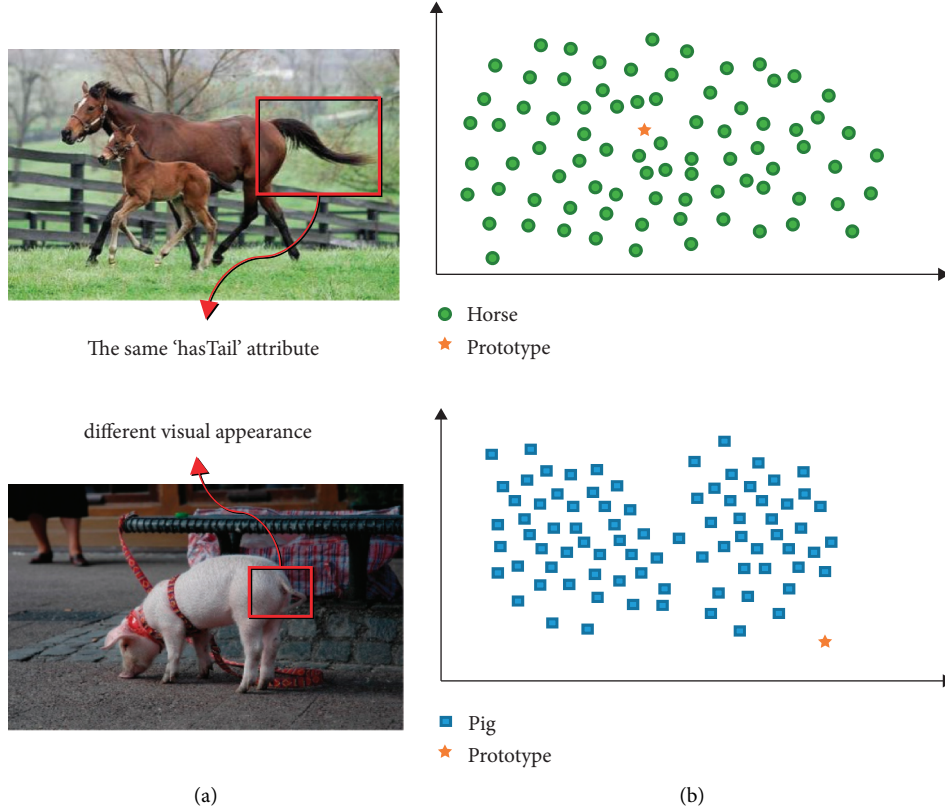 The same ‘hasTail’ attribute
Horse
Prototype
different visual appearance
Pig
Prototype
(a)
(b)